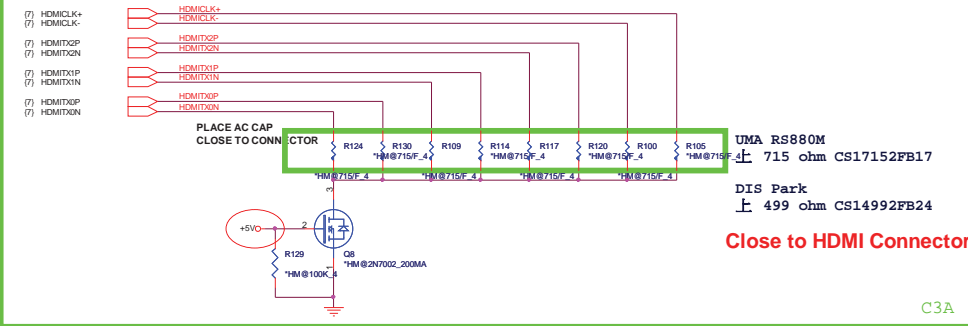 (7) HDMICLK+ HDMICLK+
(7) HDMICLK- HDMICLK-
(7) HDMITX2P HDMITX2P
(7) HDMITX2N HDMITX2N
(7) HDMITX1P HDMITX1P
(7) HDMITX1N HDMITX1N
(7) HDMITX0P HDMITX0P
(7) HDMITX0N HDMITX0N
PLACE AC CAP
CLOSE TO CONNECTOR
R124 R130 R109 R114 R117 R120 R100 R105
*HM@715/F_4 *HM@715/F_4 *HM@715/F_4 *HM@715/F_4
*HM@715/F_4 *HM@715/F_4 *HM@715/F_4 *HM@715/F_4
UMA RS880M
上 715 ohm CS17152FB17
DIS Park
上 499 ohm CS14992FB24
Close to HDMI Connector
3
+5V
2
1
R129
*HM@100K_4
Q8
*HM@2N7002_200MA
C3A